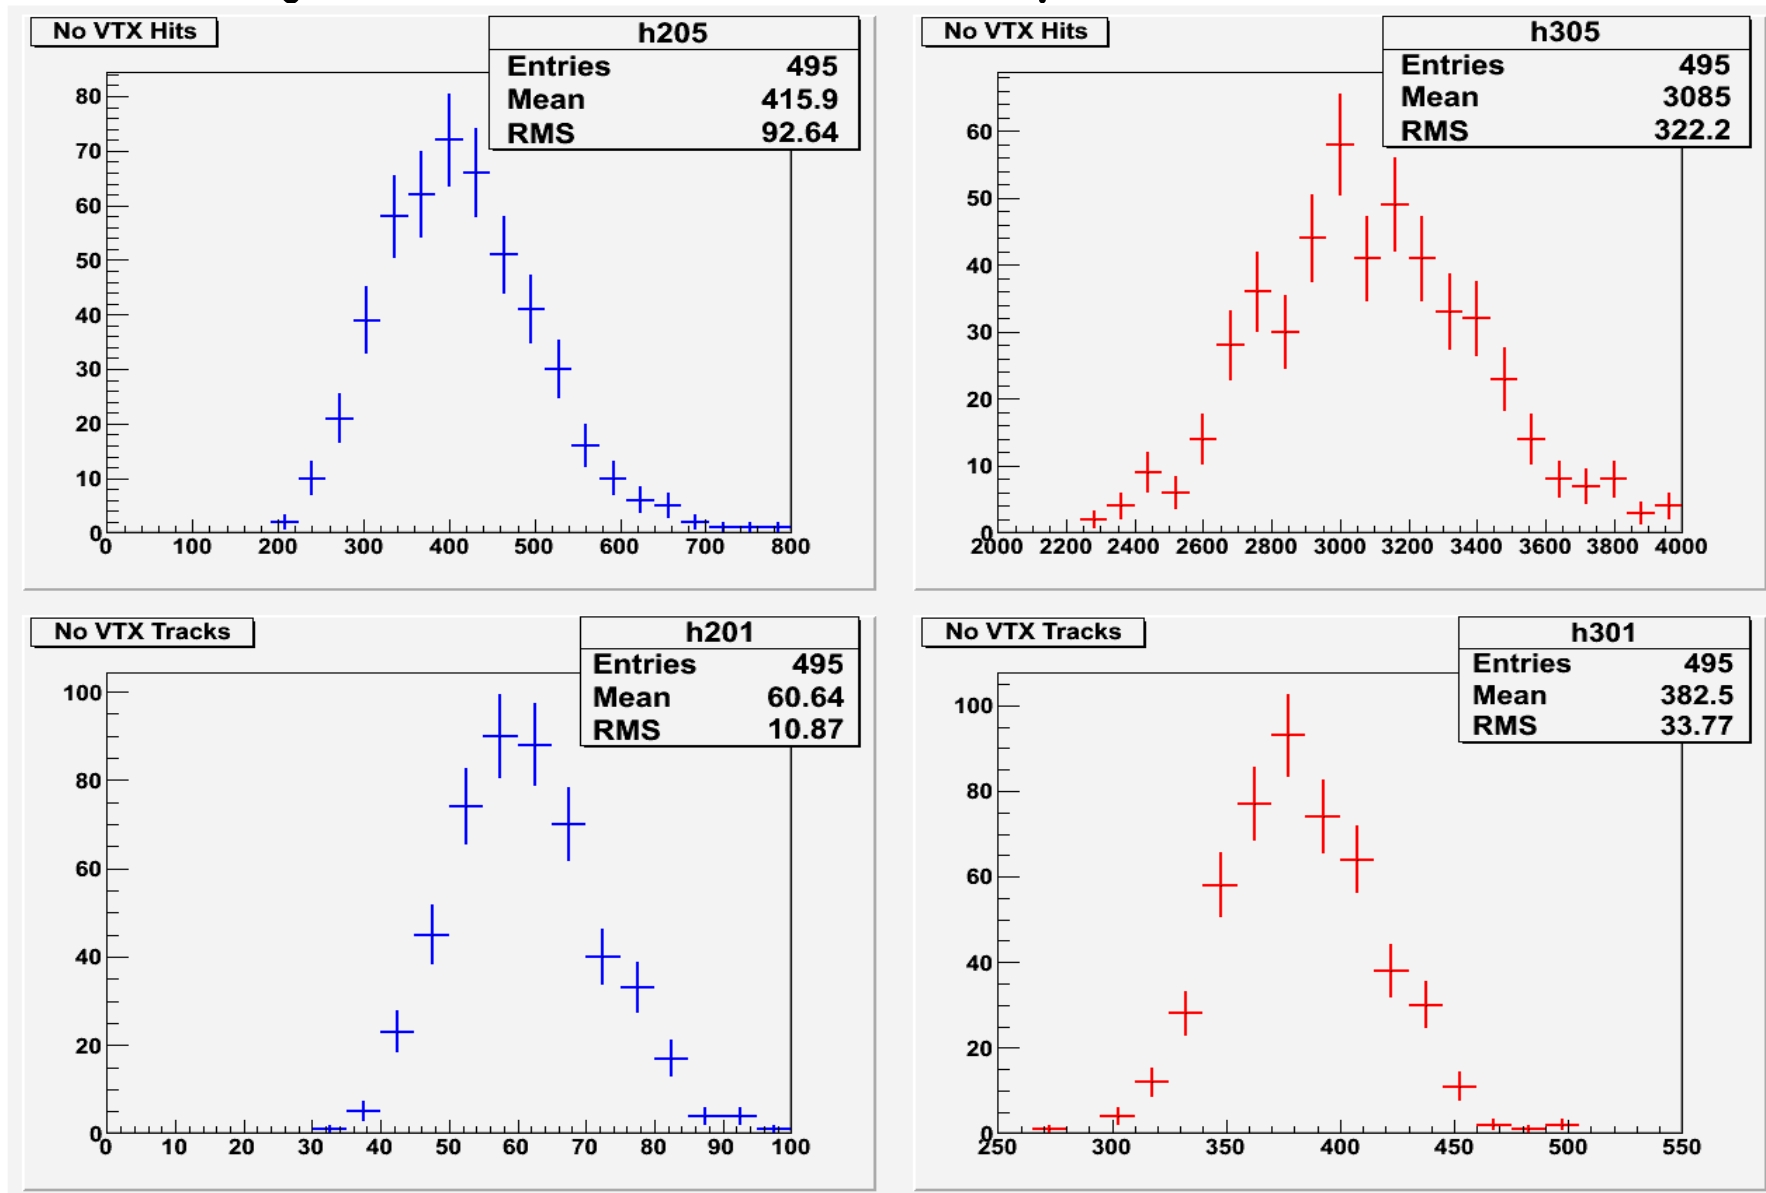 No VTX Hits
h205
Entries 495
Mean 415.9
RMS 92.64
80
70
60
50
40
30
20
10
0
0 100 200 300 400 500 600 700 800
No VTX Hits
h305
Entries 495
Mean 3085
RMS 322.2
60
50
40
30
20
10
0
2000 2200 2400 2600 2800 3000 3200 3400 3600 3800 4000
No VTX Tracks
h201
Entries 495
Mean 60.64
RMS 10.87
100
80
60
40
20
0
0 10 20 30 40 50 60 70 80 90 100
No VTX Tracks
h301
Entries 495
Mean 382.5
RMS 33.77
100
80
60
40
20
0
250 300 350 400 450 500 550